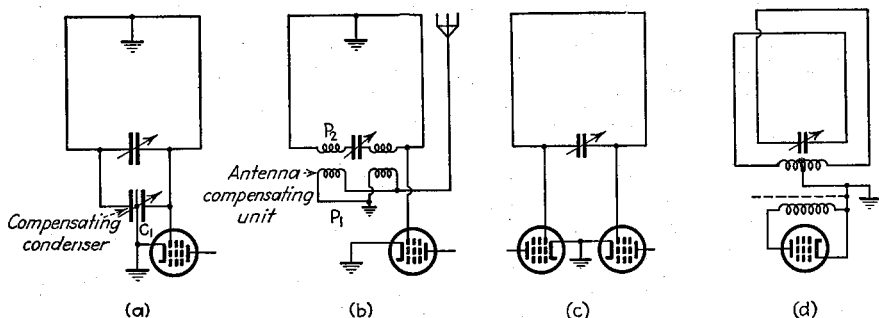 P₂
Antenna
compensating
unit
P₁
Compensating
condenser
C₁
(a)
(b)
(c)
(d)